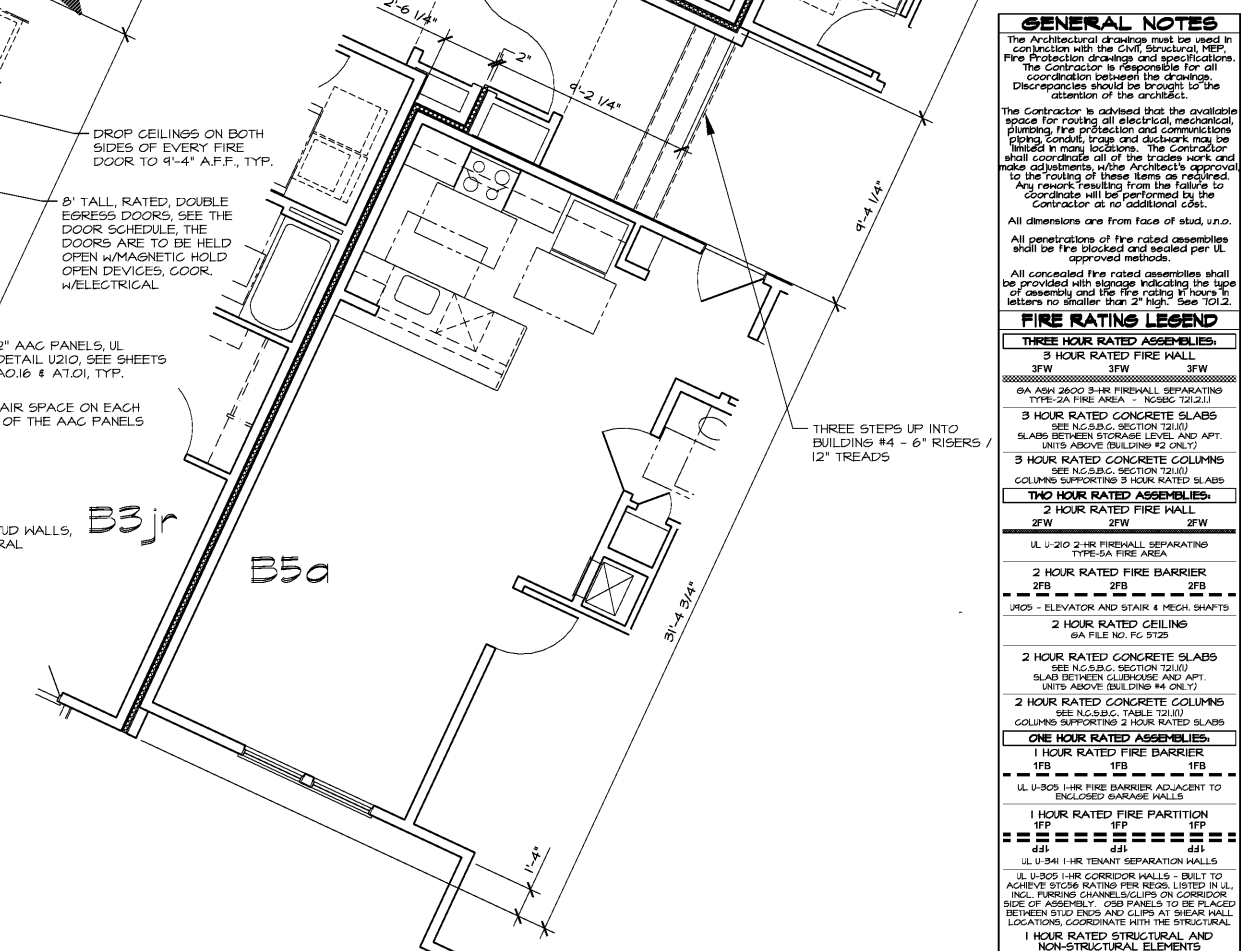 2'-6 1/4"
2"
9'-2 1/4"
9'-4 1/4"
DROP CEILINGS ON BOTH
SIDES OF EVERY FIRE
DOOR TO 9'-4" A.F.F., TYP.
8' TALL, RATED, DOUBLE
EGRESS DOORS, SEE THE
DOOR SCHEDULE, THE
DOORS ARE TO BE HELD
OPEN W/MAGNETIC HOLD
OPEN DEVICES, COOR.
W/ELECTRICAL
2" AAC PANELS, UL
DETAIL U210, SEE SHEETS
A0.16 & A7.01, TYP.
AIR SPACE ON EACH
OF THE AAC PANELS
TUD WALLS,
RAL
B3jr
B5a
THREE STEPS UP INTO
BUILDING #4 - 6" RISERS /
12" TREADS
31'-4 3/4"
1'-4"
GENERAL NOTES
The Architectural drawings must be used in
conjunction with the Civil, Structural, MEP,
Fire Protection drawings and specifications.
The Contractor is responsible for all
coordination between the drawings.
Discrepancies should be brought to the
attention of the architect.
The Contractor is advised that the available
space for routing all electrical, mechanical,
plumbing, fire protection and communictions
piping, conduit, trays and ductwork may be
limited in many locations. The Contractor
shall coordinate all of the trades work and
make adjustments, w/the Architect's approval,
to the routing of these items as required.
Any rework resulting from the failure to
coordinate will be performed by the
Contractor at no additional cost.
All dimensions are from face of stud, u.n.o.
All penetrations of fire rated assemblies
shall be fire blocked and sealed per UL
approved methods.
All concealed fire rated assemblies shall
be provided with signage indicating the type
of assembly and the fire rating in hours in
letters no smaller than 2" high. See 701.2.
FIRE RATING LEGEND
THREE HOUR RATED ASSEMBLIES:
3 HOUR RATED FIRE WALL
3FW 3FW 3FW
GA ASW 2600 3-HR FIREWALL SEPARATING
TYPE-2A FIRE AREA - NCSBC 721.2.1.1
3 HOUR RATED CONCRETE SLABS
SEE N.C.S.B.C. SECTION 721.1(1)
SLABS BETWEEN STORAGE LEVEL AND APT.
UNITS ABOVE (BUILDING #2 ONLY)
3 HOUR RATED CONCRETE COLUMNS
SEE N.C.S.B.C. SECTION 721.1(1)
COLUMNS SUPPORTING 3 HOUR RATED SLABS
TWO HOUR RATED ASSEMBLIES:
2 HOUR RATED FIRE WALL
2FW 2FW 2FW
UL U-210 2-HR FIREWALL SEPARATING
TYPE-5A FIRE AREA
2 HOUR RATED FIRE BARRIER
2FB 2FB 2FB
U905 - ELEVATOR AND STAIR & MECH. SHAFTS
2 HOUR RATED CEILING
GA FILE NO. FC 5725
2 HOUR RATED CONCRETE SLABS
SEE N.C.S.B.C. SECTION 721.1(1)
SLAB BETWEEN CLUBHOUSE AND APT.
UNITS ABOVE (BUILDING #4 ONLY)
2 HOUR RATED CONCRETE COLUMNS
SEE N.C.S.B.C. TABLE 721.1(1)
COLUMNS SUPPORTING 2 HOUR RATED SLABS
ONE HOUR RATED ASSEMBLIES:
1 HOUR RATED FIRE BARRIER
1FB 1FB 1FB
UL U-305 1-HR FIRE BARRIER ADJACENT TO
ENCLOSED GARAGE WALLS
1 HOUR RATED FIRE PARTITION
1FP 1FP 1FP
1FP 1FP 1FP
UL U-341 1-HR TENANT SEPARATION WALLS
UL U-305 1-HR CORRIDOR WALLS - BUILT TO
ACHIEVE STC56 RATING PER REQS. LISTED IN UL,
INCL. FURRING CHANNELS/CLIPS ON CORRIDOR
SIDE OF ASSEMBLY. OSB PANELS TO BE PLACED
BETWEEN STUD ENDS AND CLIPS AT SHEAR WALL
LOCATIONS, COORDINATE WITH THE STRUCTURAL
1 HOUR RATED STRUCTURAL AND
NON-STRUCTURAL ELEMENTS